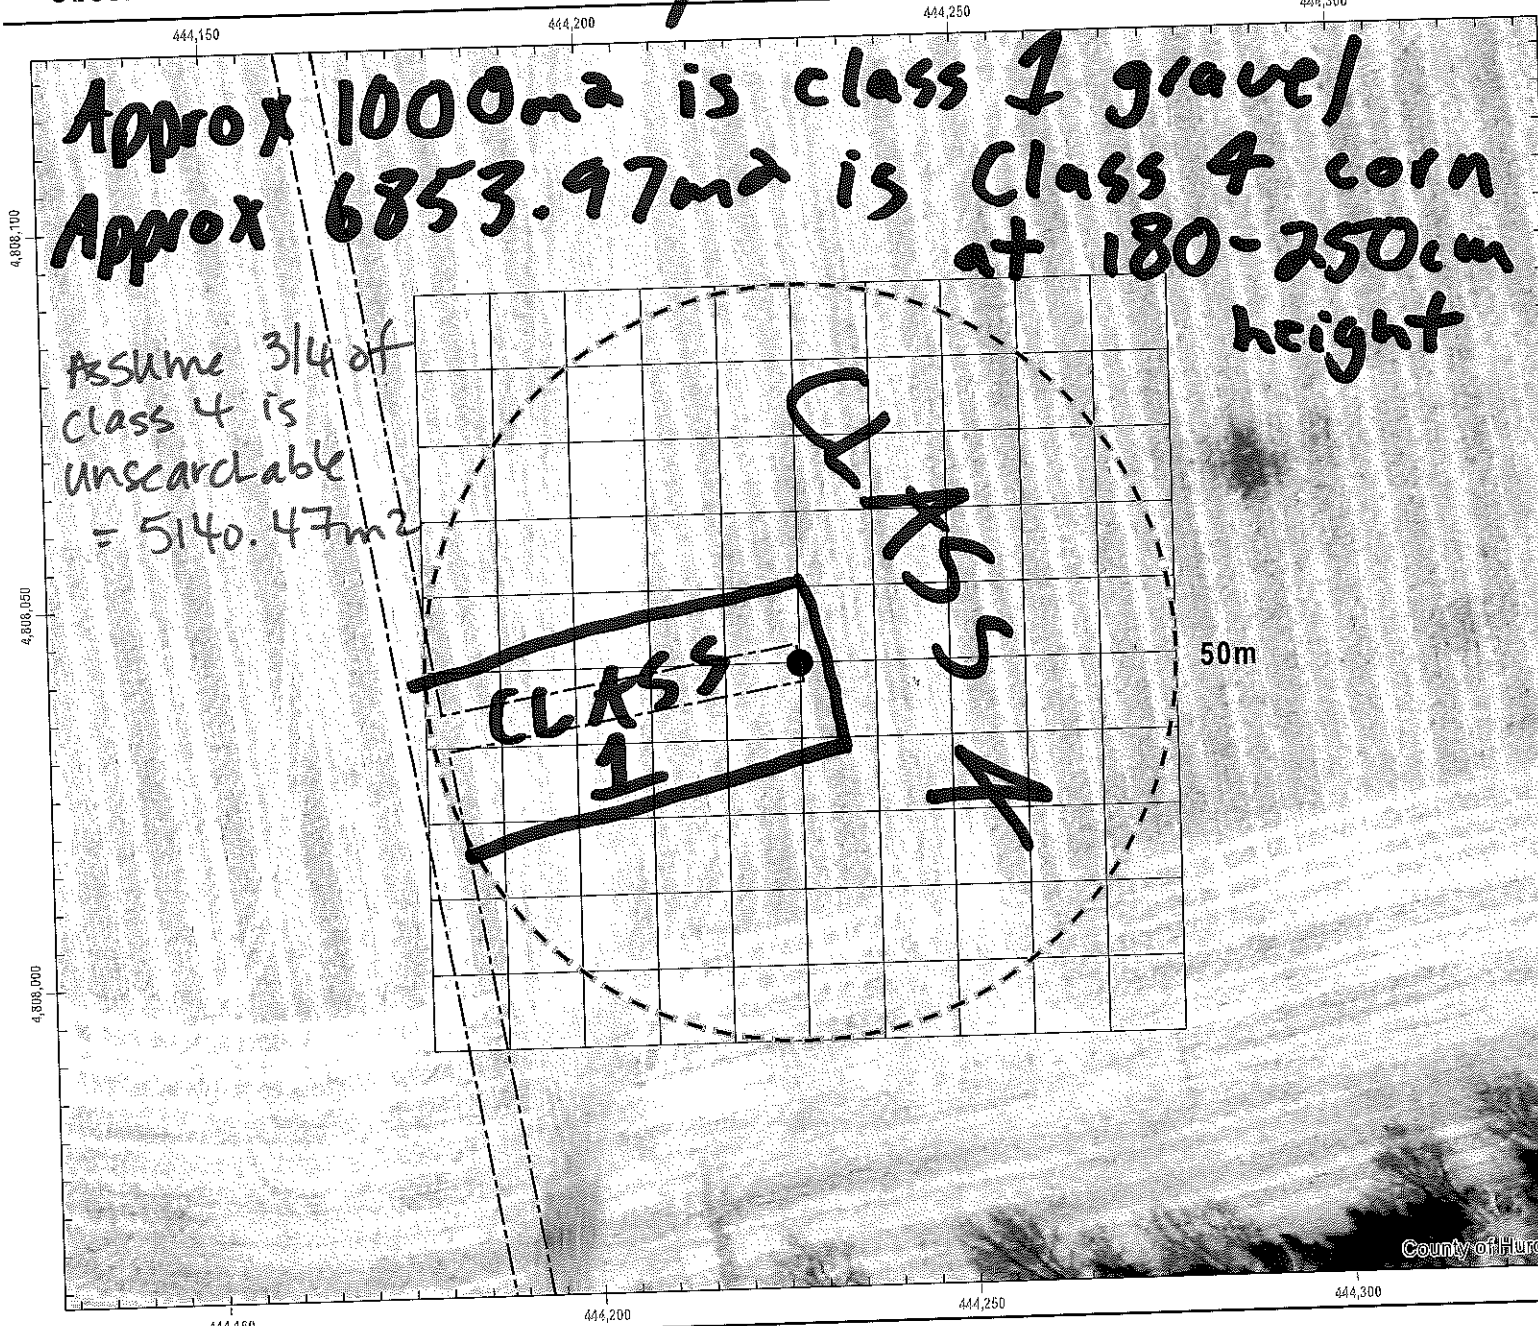 444,150
444,200
444,250
444,300
Approx 1000m² is class 1 gravel
Approx 6853.97m² is Class 4 corn
at 180-250cm
height
4,808,100
Assume 3/4 of
class 4 is
unsearchable
= 5140.47m2
CLASS 4
4,808,050
CLASS
1
50m
4,808,000
County of
444,200
444,250
444,300